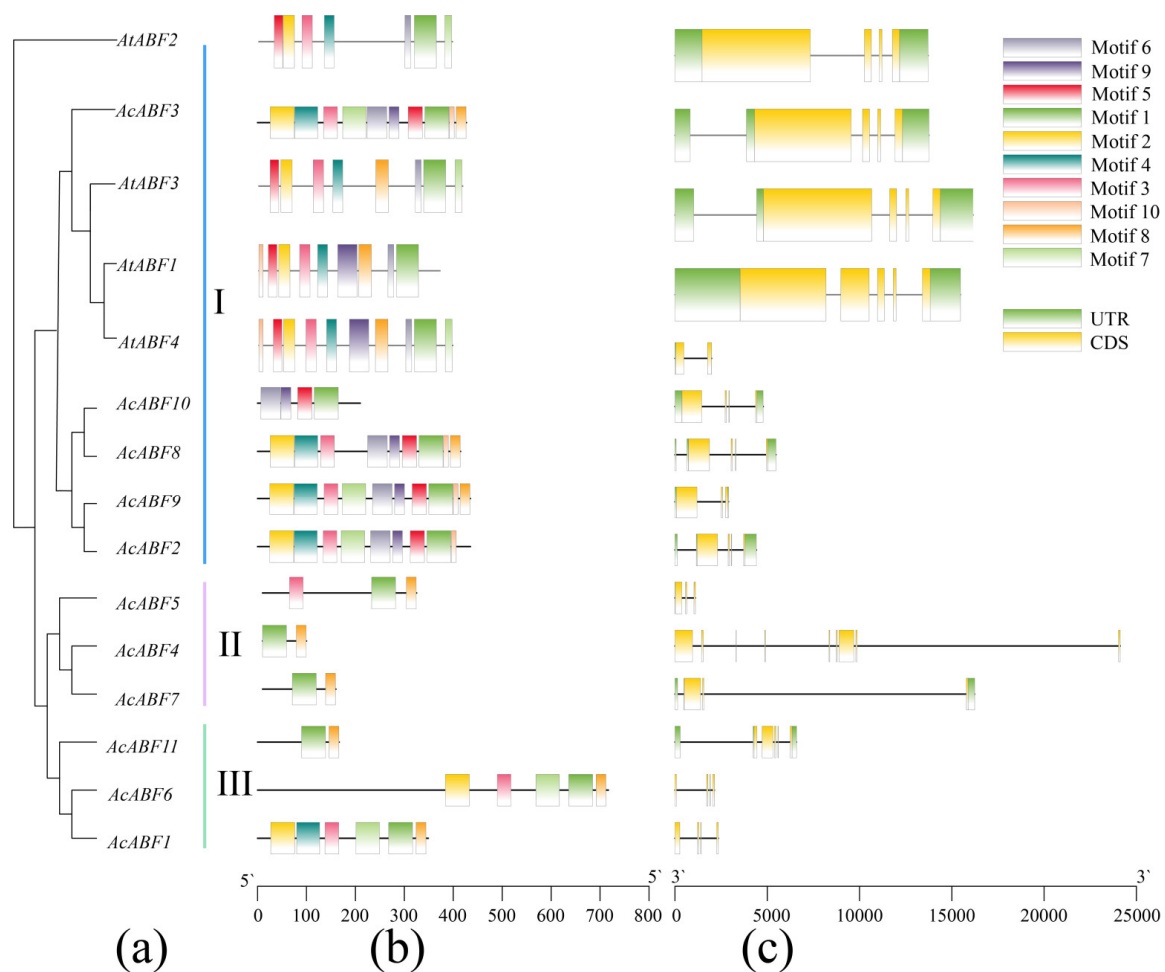 AtABF2
AcABF3
AtABF3
AtABF1
AtABF4
AcABF10
AcABF8
AcABF9
AcABF2
AcABF5
AcABF4
AcABF7
AcABF11
AcABF6
AcABF1
I
II
III
Motif 6
Motif 9
Motif 5
Motif 1
Motif 2
Motif 4
Motif 3
Motif 10
Motif 8
Motif 7
UTR
CDS
5` 5` 3` 3`
0 100 200 300 400 500 600 700 800
0 5000 10000 15000 20000 25000
(a) (b) (c)